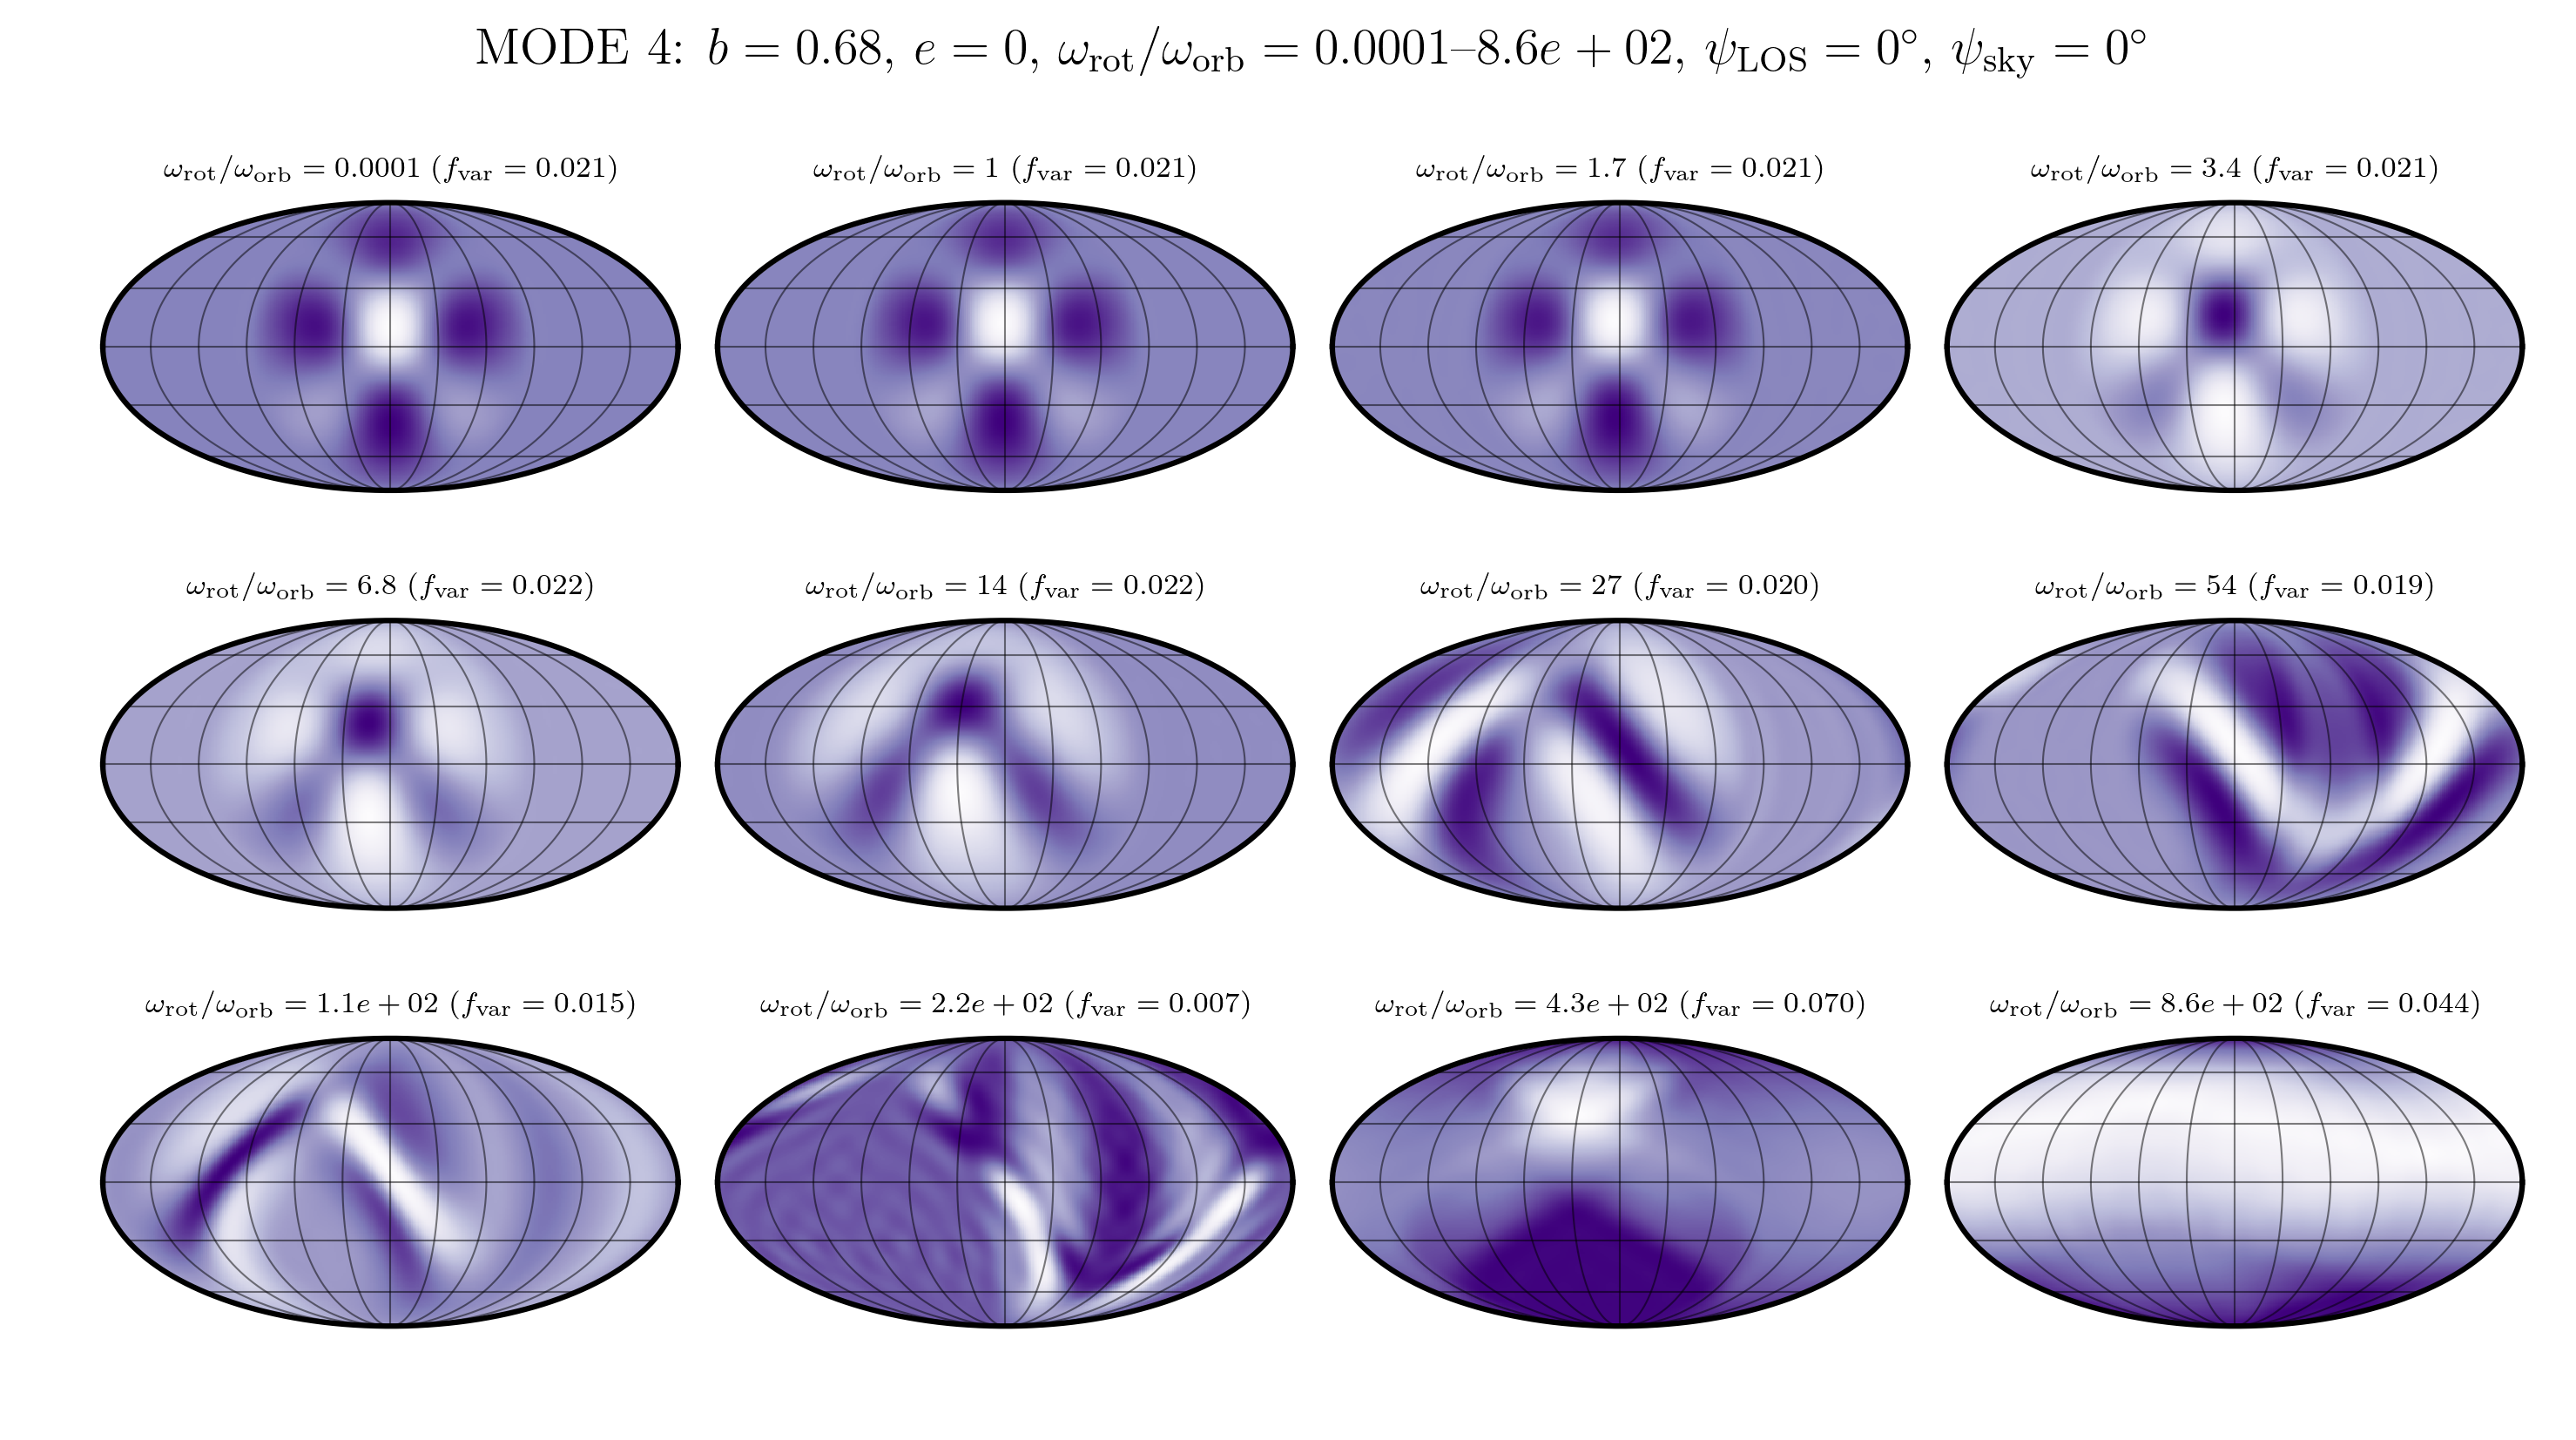 MODE 4: b = 0.68, e = 0, ω_rot/ω_orb = 0.0001–8.6e + 02, ψ_LOS = 0°, ψ_sky = 0°
ω_rot/ω_orb = 0.0001 (f_var = 0.021)
ω_rot/ω_orb = 1 (f_var = 0.021)
ω_rot/ω_orb = 1.7 (f_var = 0.021)
ω_rot/ω_orb = 3.4 (f_var = 0.021)
ω_rot/ω_orb = 6.8 (f_var = 0.022)
ω_rot/ω_orb = 14 (f_var = 0.022)
ω_rot/ω_orb = 27 (f_var = 0.020)
ω_rot/ω_orb = 54 (f_var = 0.019)
ω_rot/ω_orb = 1.1e + 02 (f_var = 0.015)
ω_rot/ω_orb = 2.2e + 02 (f_var = 0.007)
ω_rot/ω_orb = 4.3e + 02 (f_var = 0.070)
ω_rot/ω_orb = 8.6e + 02 (f_var = 0.044)